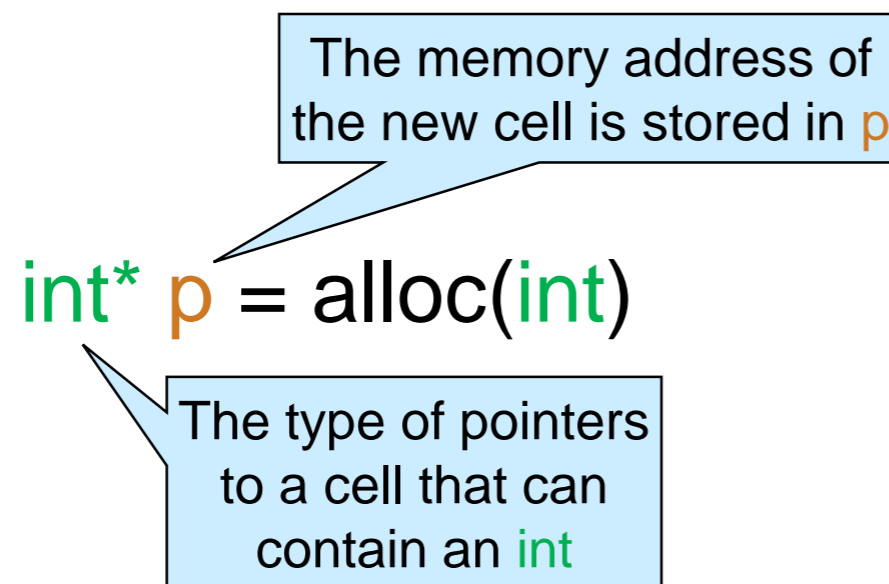 The memory address of
the new cell is stored in p
int* p = alloc(int)
The type of pointers
to a cell that can
contain an int